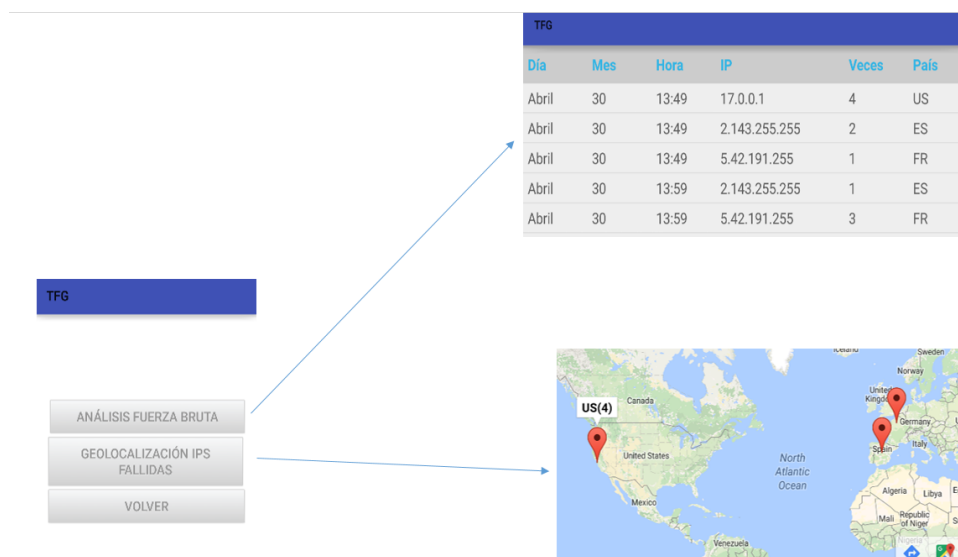 TFG
Día Mes Hora IP Veces País
Abril 30 13:49 17.0.0.1 4 US
Abril 30 13:49 2.143.255.255 2 ES
Abril 30 13:49 5.42.191.255 1 FR
Abril 30 13:59 2.143.255.255 1 ES
Abril 30 13:59 5.42.191.255 3 FR
TFG
ANÁLISIS FUERZA BRUTA
GEOLOCALIZACIÓN IPS
FALLIDAS
VOLVER
Iceland
Sweden
Norway
United
Kingdom
Canada
US(4)
Germany
United States
Spain
Italy
North
Atlantic
Ocean
Mexico
Algeria
Libya
Mali
Republic
of Niger
Nigeria
Venezuela